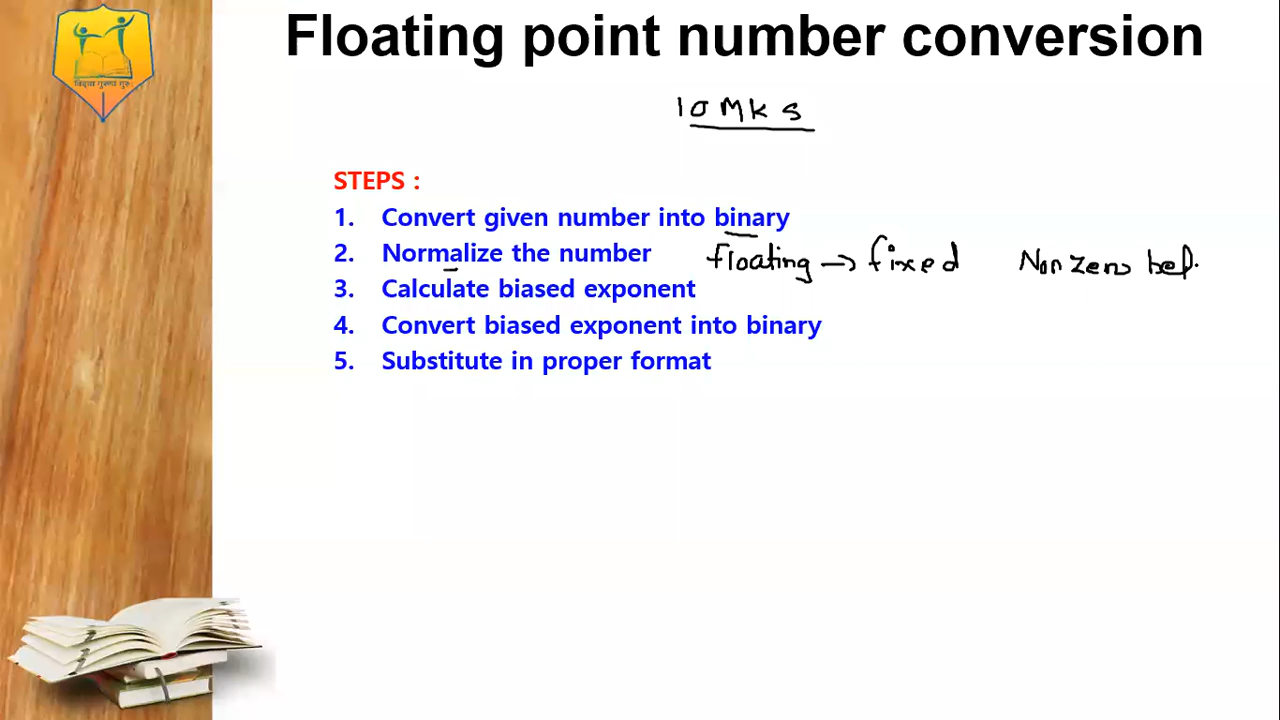 Floating point number conversion
विद्या गुरुणां गुरुः
10 Mks
STEPS :
1. Convert given number into binary
2. Normalize the number floating → fixed Non zero bef.
3. Calculate biased exponent
4. Convert biased exponent into binary
5. Substitute in proper format